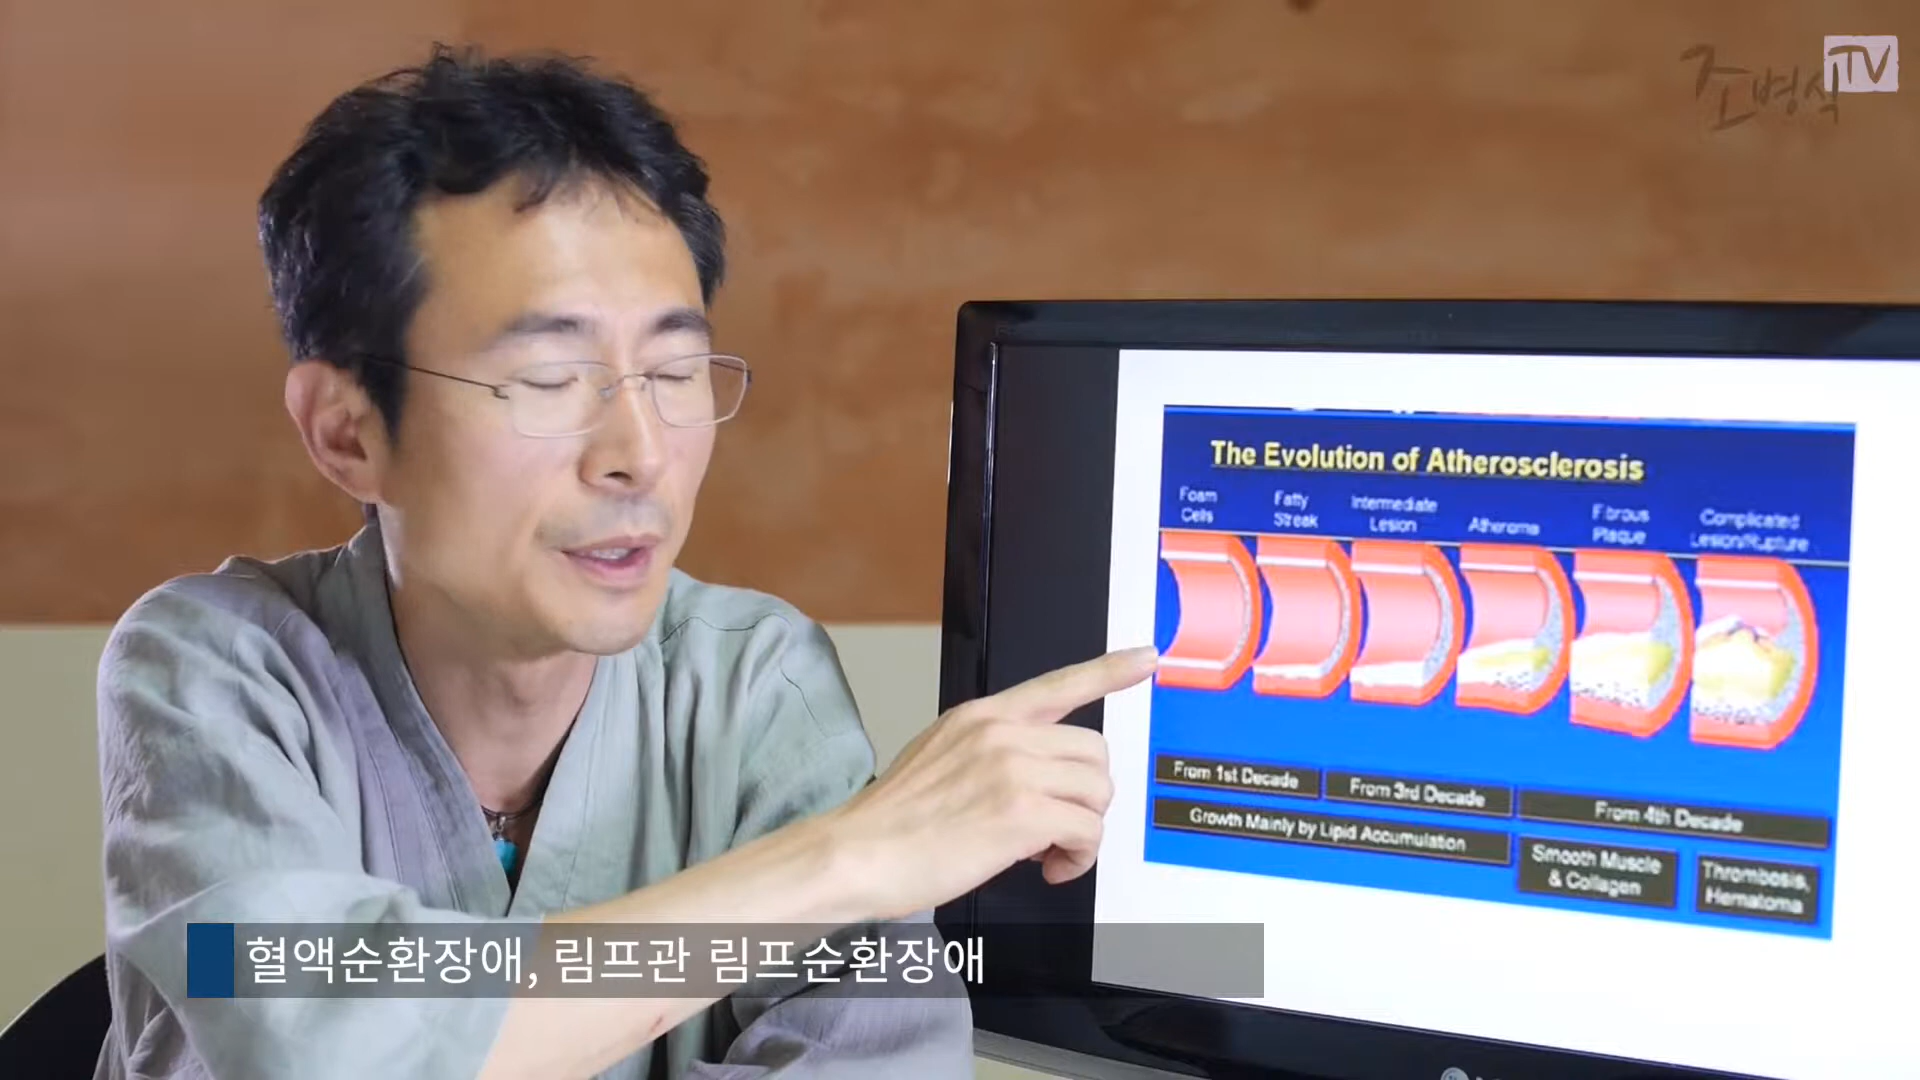 조병식 TV
The Evolution of Atherosclerosis
Foam Cells
Fatty Streak
Intermediate Lesion
Atheroma
Fibrous Plaque
Complicated Lesion/Rupture
From 1st Decade
From 3rd Decade
From 4th Decade
Growth Mainly by Lipid Accumulation
Smooth Muscle & Collagen
Thrombosis, Hematoma
혈액순환장애, 림프관 림프순환장애